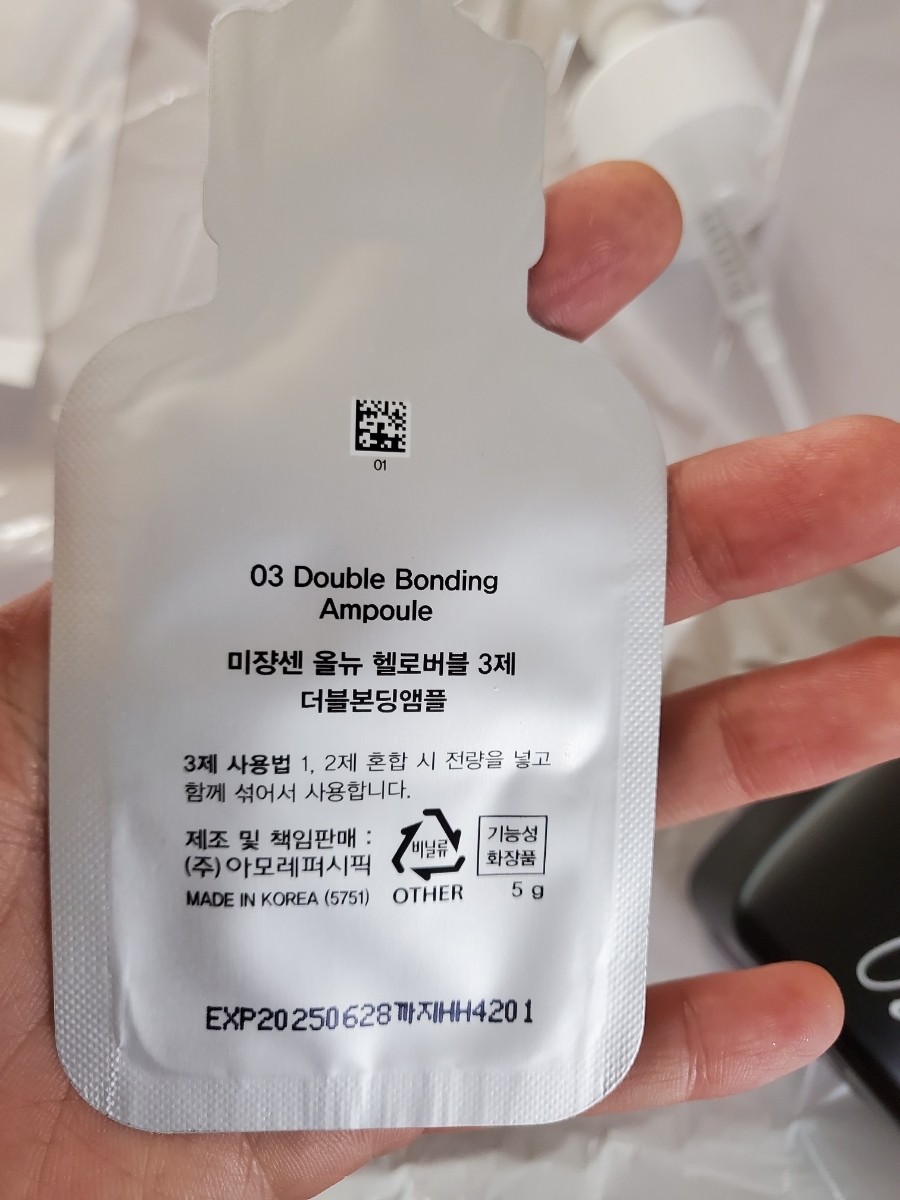 01
03 Double Bonding
Ampoule
미쟝센 올뉴 헬로버블 3제
더블본딩앰플
3제 사용법 1, 2제 혼합 시 전량을 넣고
함께 섞어서 사용합니다.
제조 및 책임판매 :
(주)아모레퍼시픽
MADE IN KOREA (5751)
비닐류
OTHER
기능성
화장품
5 g
EXP20250628까지HH4201